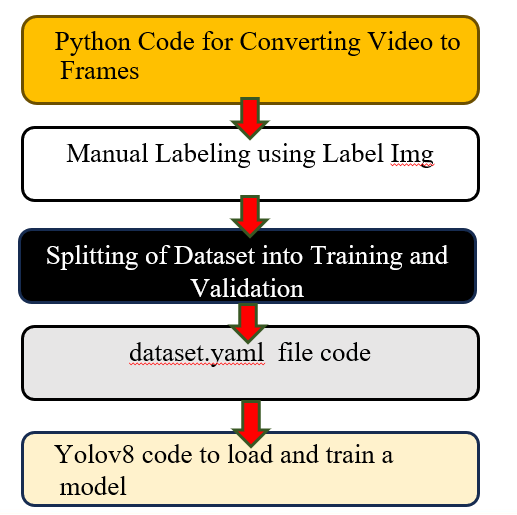 Python Code for Converting Video to
Frames
Manual Labeling using Label Img
Splitting of Dataset into Training and
Validation
dataset.yaml file code
Yolov8 code to load and train a
model